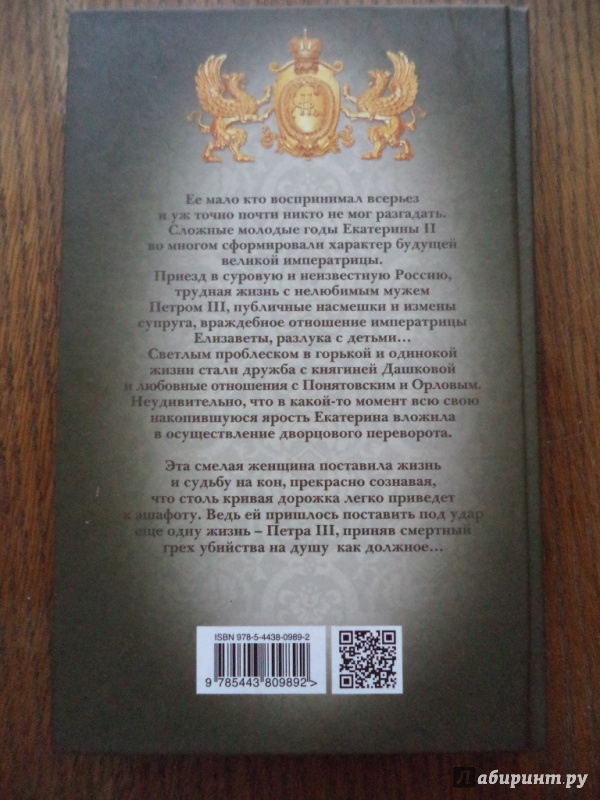 Ее мало кто воспринимал всерьез
и уж точно почти никто не мог разгадать.
Сложные молодые годы Екатерины II
во многом сформировали характер будущей
великой императрицы.
Приезд в суровую и неизвестную Россию,
трудная жизнь с нелюбимым мужем
Петром III, публичные насмешки и измены
супруга, враждебное отношение императрицы
Елизаветы, разлука с детьми...
Светлым проблеском в горькой и одинокой
жизни стали дружба с княгиней Дашковой
и любовные отношения с Понятовским и Орловым.
Неудивительно, что в какой-то момент всю свою
накопившуюся ярость Екатерина вложила
в осуществление дворцового переворота.
Эта смелая женщина поставила жизнь
и судьбу на кон, прекрасно сознавая,
что столь кривая дорожка легко приведет
к эшафоту. Ведь ей пришлось поставить под удар
еще одну жизнь – Петра III, приняв смертный
грех убийства на душу как должное...
ISBN 978-5-4438-0989-2
9 785443 809892>
лабиринт.ру